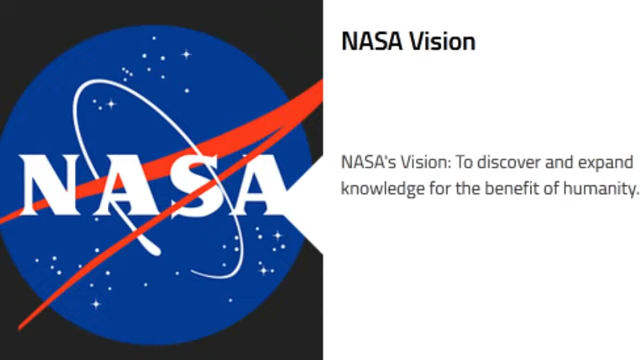 NASA
NASA Vision
NASA's Vision: To discover and expand
knowledge for the benefit of humanity.